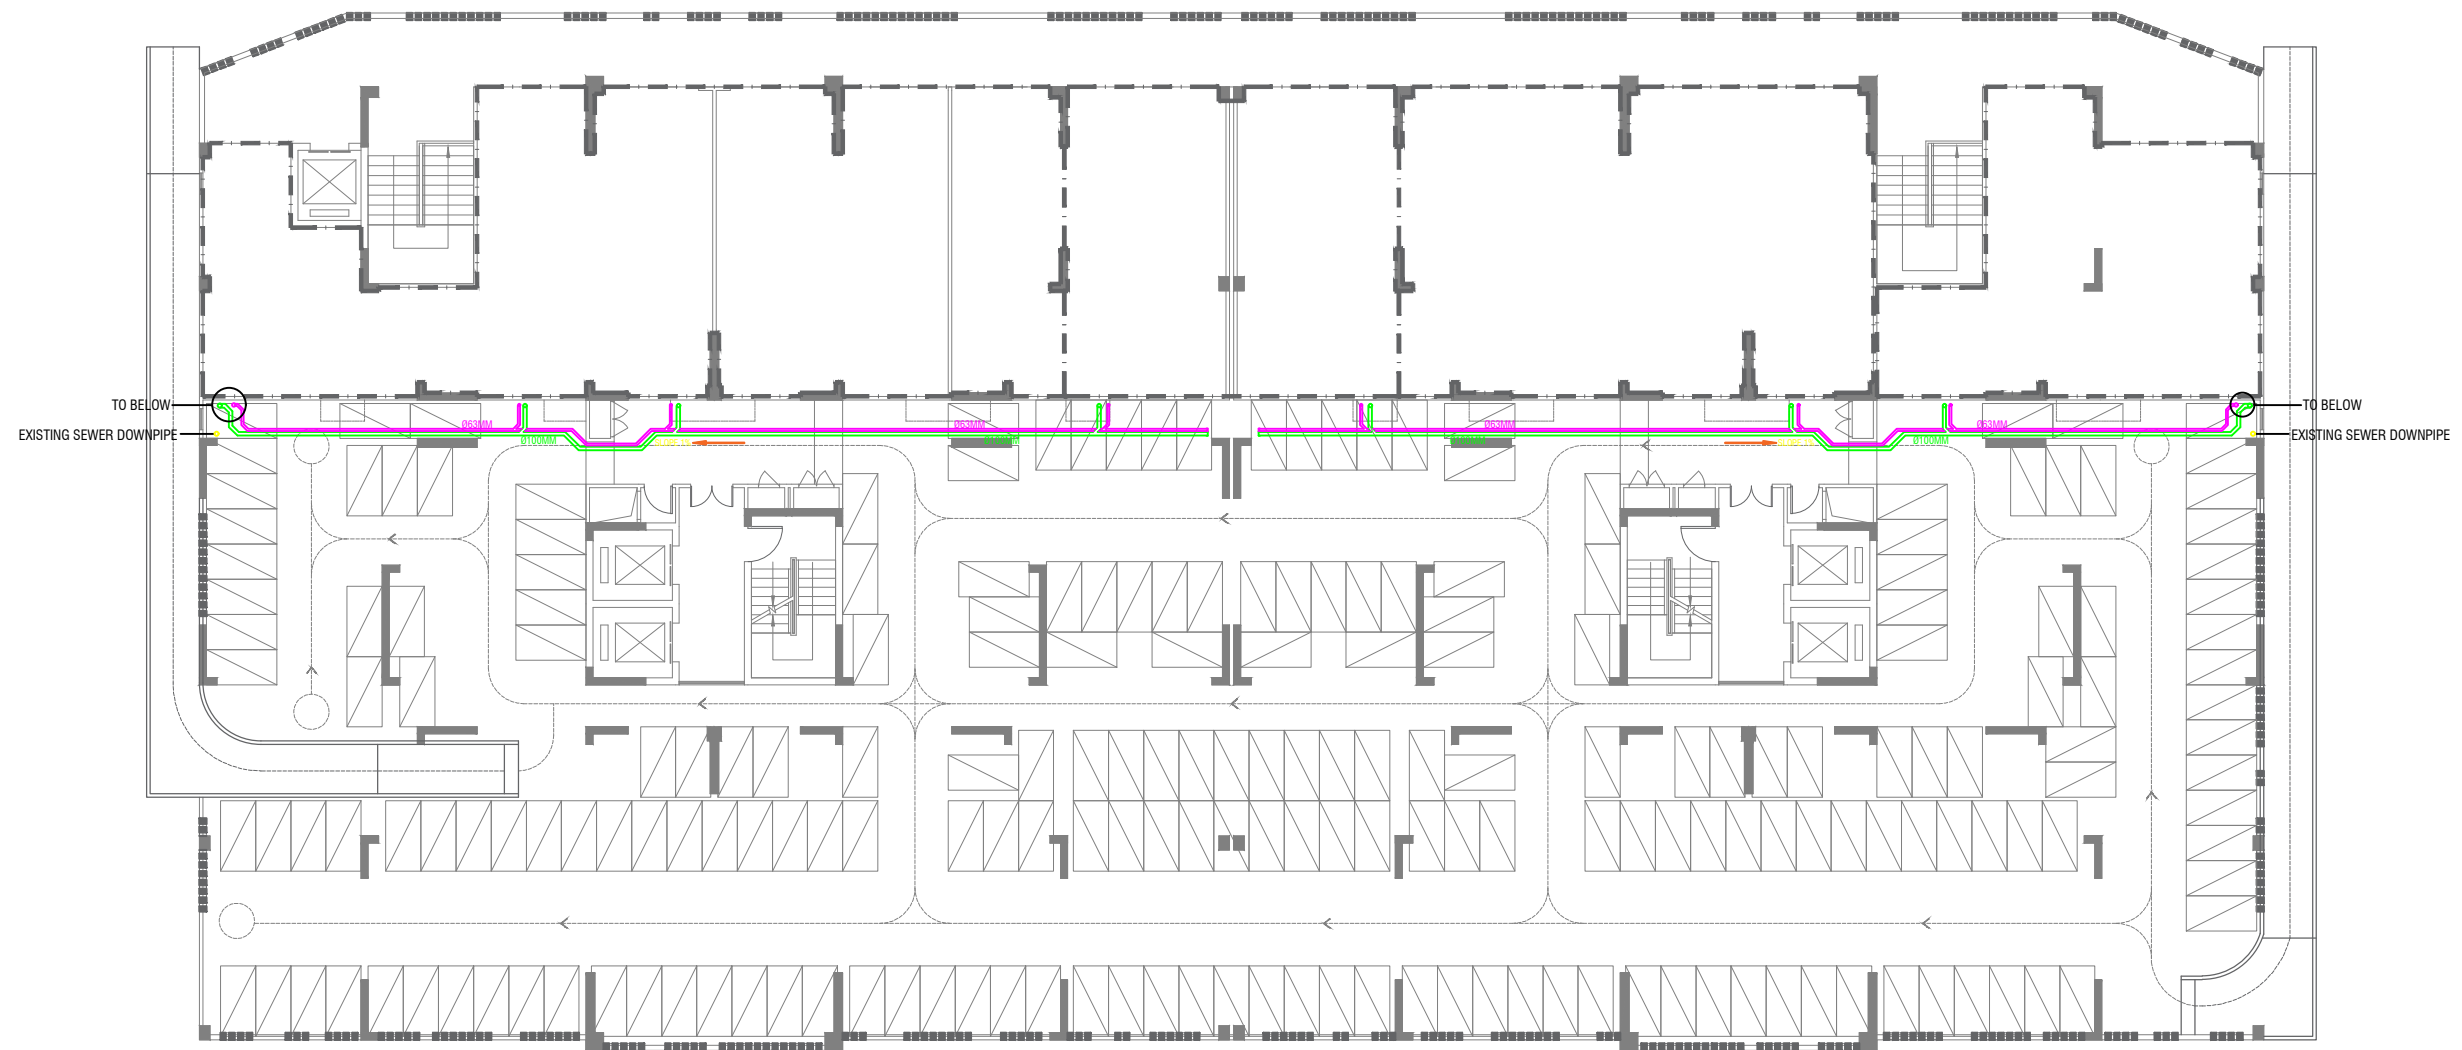 TO BELOW
TO BELOW
Ø63MM
Ø63MM
Ø63MM
Ø63MM
EXISTING SEWER DOWNPIPE
EXISTING SEWER DOWNPIPE
Ø100MM
Ø100MM